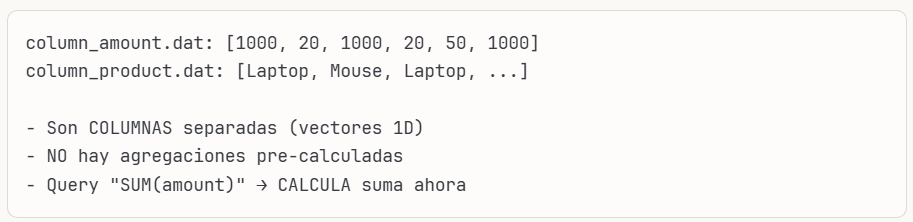 column_amount.dat: [1000, 20, 1000, 20, 50, 1000]
column_product.dat: [Laptop, Mouse, Laptop, ...]
- Son COLUMNAS separadas (vectores 1D)
- NO hay agregaciones pre-calculadas
- Query "SUM(amount)" → CALCULA suma ahora